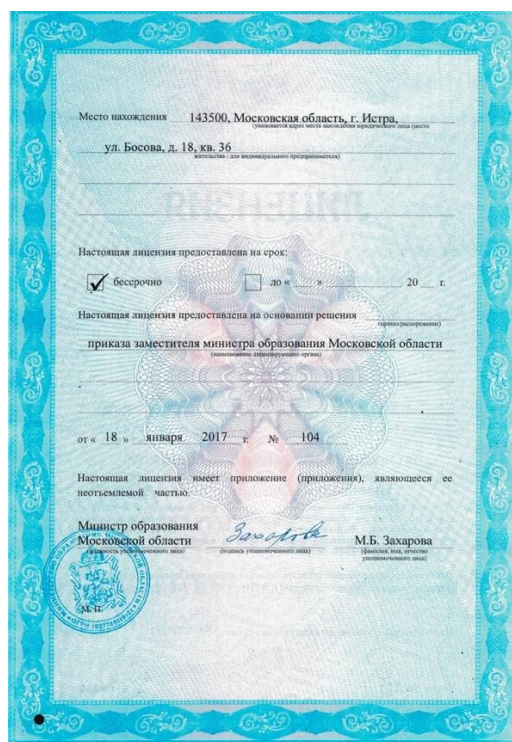 Место нахождения 143500, Московская область, г. Истра,
(указывается адрес места нахождения юридического лица (место
ул. Босова, д. 18, кв. 36
жительства - для индивидуального предпринимателя)
Настоящая лицензия предоставлена на срок:
✓ бессрочно до « » 20 г.
Настоящая лицензия предоставлена на основании решения
(приказ/распоряжение)
приказа заместителя министра образования Московской области
(наименование лицензирующего органа)
от « 18 » января 2017 г. № 104
Настоящая лицензия имеет приложение (приложения), являющееся ее
неотъемлемой частью.
Министр образования
Московской области
(должность уполномоченного лица)
Захарова
(подпись уполномоченного лица)
М.Б. Захарова
(фамилия, имя, отчество
уполномоченного лица)
М. П.